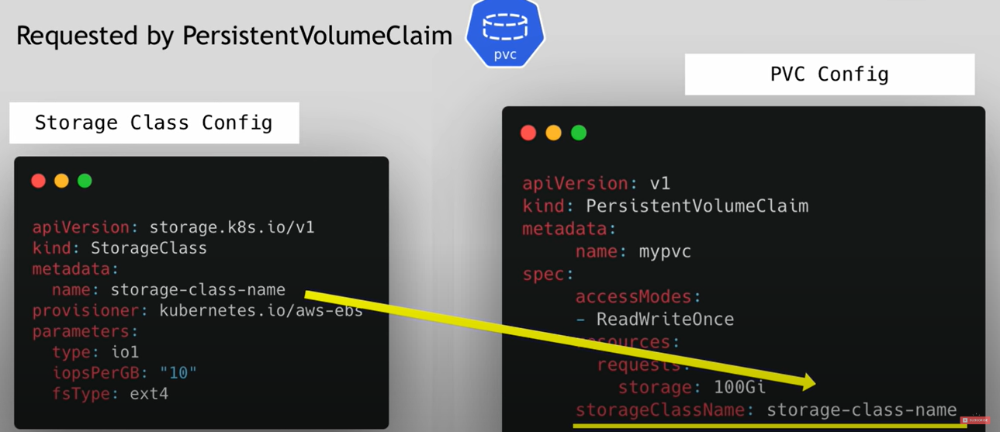 Requested by PersistentVolumeClaim
pvc
PVC Config
Storage Class Config
apiVersion: storage.k8s.io/v1
kind: StorageClass
metadata:
  name: storage-class-name
provisioner: kubernetes.io/aws-ebs
parameters:
  type: io1
  iopsPerGB: "10"
  fsType: ext4
apiVersion: v1
kind: PersistentVolumeClaim
metadata:
     name: mypvc
spec:
     accessModes:
     - ReadWriteOnce
     resources:
       requests:
         storage: 100Gi
     storageClassName: storage-class-name
SUBSCRIBE